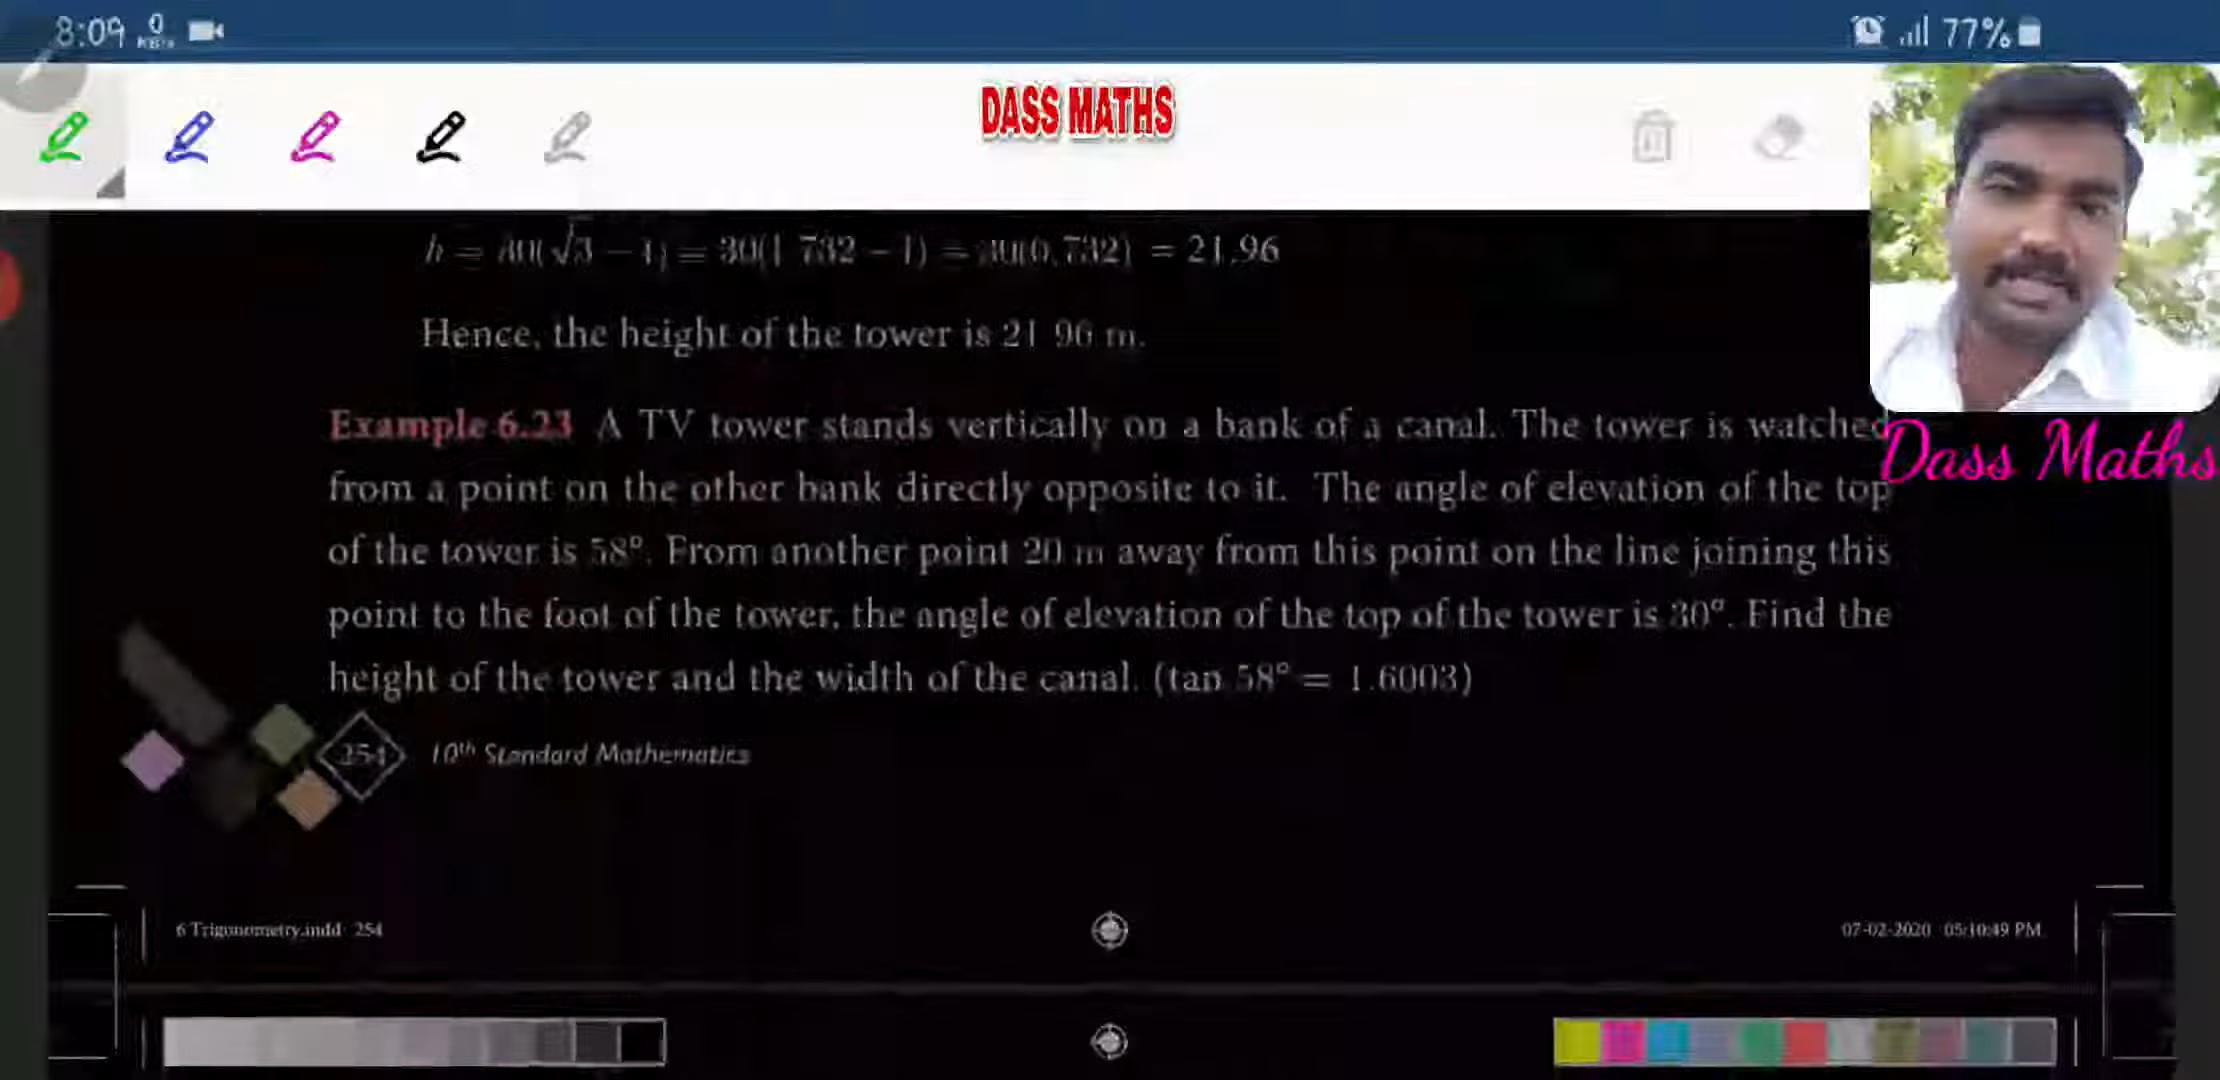 8:09 0 KB/s 77%
DASS MATHS
h = 30(√3 − 1) = 30(1 732 − 1) = 30(0.732) = 21.96
Hence, the height of the tower is 21 96 m.
Example 6.23 A TV tower stands vertically on a bank of a canal. The tower is watched
Dass Maths
from a point on the other bank directly opposite to it. The angle of elevation of the top
of the tower is 58°. From another point 20 m away from this point on the line joining this
point to the foot of the tower, the angle of elevation of the top of the tower is 30°. Find the
height of the tower and the width of the canal. (tan 58° = 1.6003)
254 10th Standard Mathematics
6 Trigonometry.indd 254 07-02-2020 05:10:49 PM